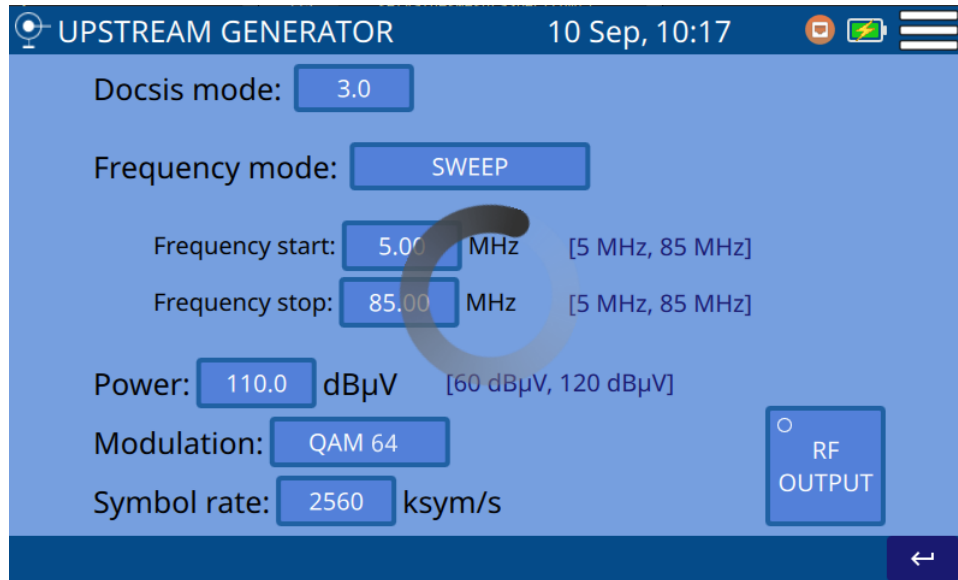 UPSTREAM GENERATOR 10 Sep, 10:17
Docsis mode: 3.0
Frequency mode: SWEEP
Frequency start: 5.00 MHz [5 MHz, 85 MHz]
Frequency stop: 85.00 MHz [5 MHz, 85 MHz]
Power: 110.0 dBµV [60 dBµV, 120 dBµV]
Modulation: QAM 64
RF
OUTPUT
Symbol rate: 2560 ksym/s